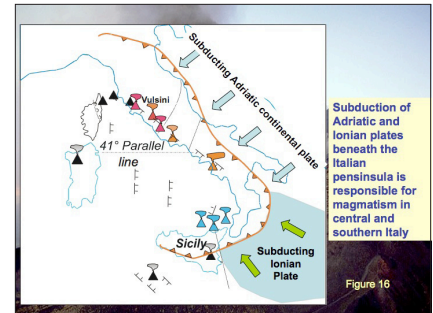 Subducting Adriatic continental plate
Vulsini
41° Parallel
line
Sicily
Subducting
Ionian
Plate
Subduction of
Adriatic and
Ionian plates
beneath the
Italian
pensinsula is
responsible for
magmatism in
central and
southern Italy
Figure 16